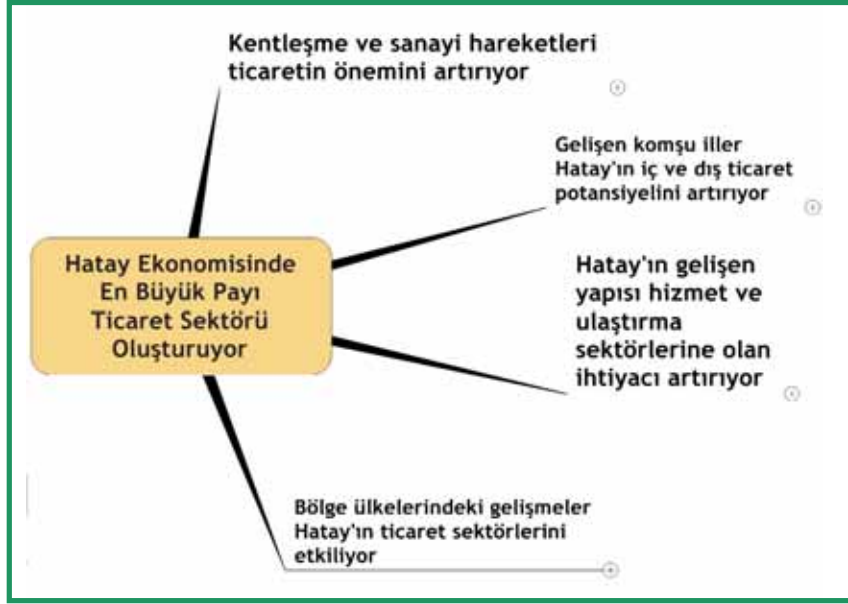 Kentleşme ve sanayi hareketleri
ticaretin önemini artırıyor
Gelişen komşu iller
Hatay'ın iç ve dış ticaret
potansiyelini artırıyor
Hatay Ekonomisinde
En Büyük Payı
Ticaret Sektörü
Oluşturuyor
Hatay'ın gelişen
yapısı hizmet ve
ulaştırma
sektörlerine olan
ihtiyacı artırıyor
Bölge ülkelerindeki gelişmeler
Hatay'ın ticaret sektörlerini
etkiliyor